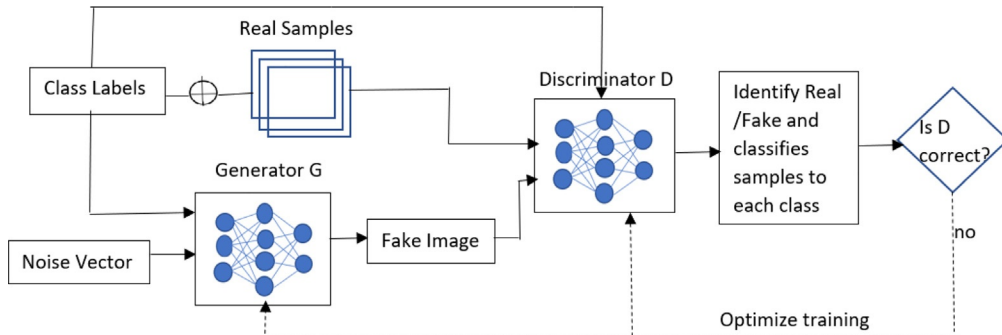 Real Samples
Class Labels
Discriminator D
Identify Real
/Fake and
classifies
samples to
each class
Is D
correct?
Generator G
Noise Vector
Fake Image
no
Optimize training